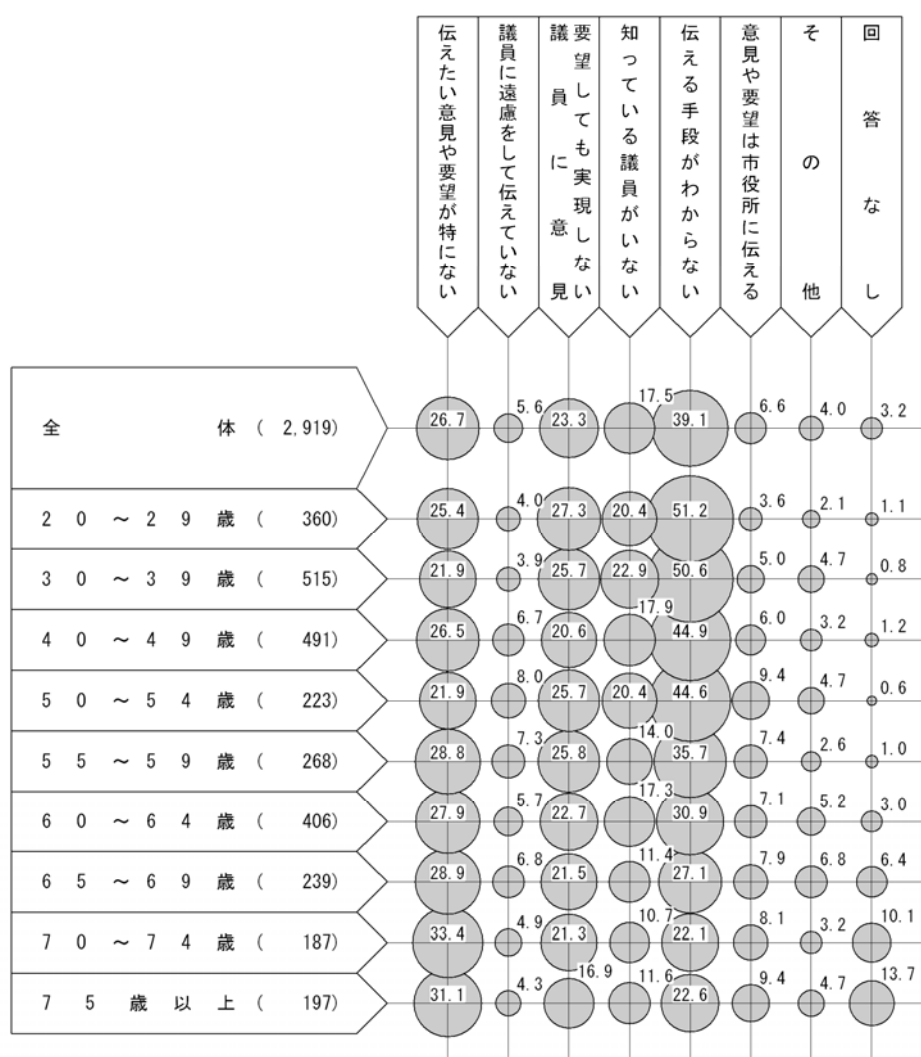 伝えたい意見や要望が特にない
議員に遠慮をして伝えていない
議員に意見
要望しても実現しない
知っている議員がいない
伝える手段がわからない
意見や要望は市役所に伝える
その他
回答なし
全体 ( 2,919)
26.7 5.6 23.3 17.5 39.1 6.6 4.0 3.2
20~29歳 ( 360)
25.4 4.0 27.3 20.4 51.2 3.6 2.1 1.1
30~39歳 ( 515)
21.9 3.9 25.7 22.9 50.6 5.0 4.7 0.8
40~49歳 ( 491)
26.5 6.7 20.6 17.9 44.9 6.0 3.2 1.2
50~54歳 ( 223)
21.9 8.0 25.7 20.4 44.6 9.4 4.7 0.6
55~59歳 ( 268)
28.8 7.3 25.8 14.0 35.7 7.4 2.6 1.0
60~64歳 ( 406)
27.9 5.7 22.7 17.3 30.9 7.1 5.2 3.0
65~69歳 ( 239)
28.9 6.8 21.5 11.4 27.1 7.9 6.8 6.4
70~74歳 ( 187)
33.4 4.9 21.3 10.7 22.1 8.1 3.2 10.1
75歳以上 ( 197)
31.1 4.3 16.9 11.6 22.6 9.4 4.7 13.7